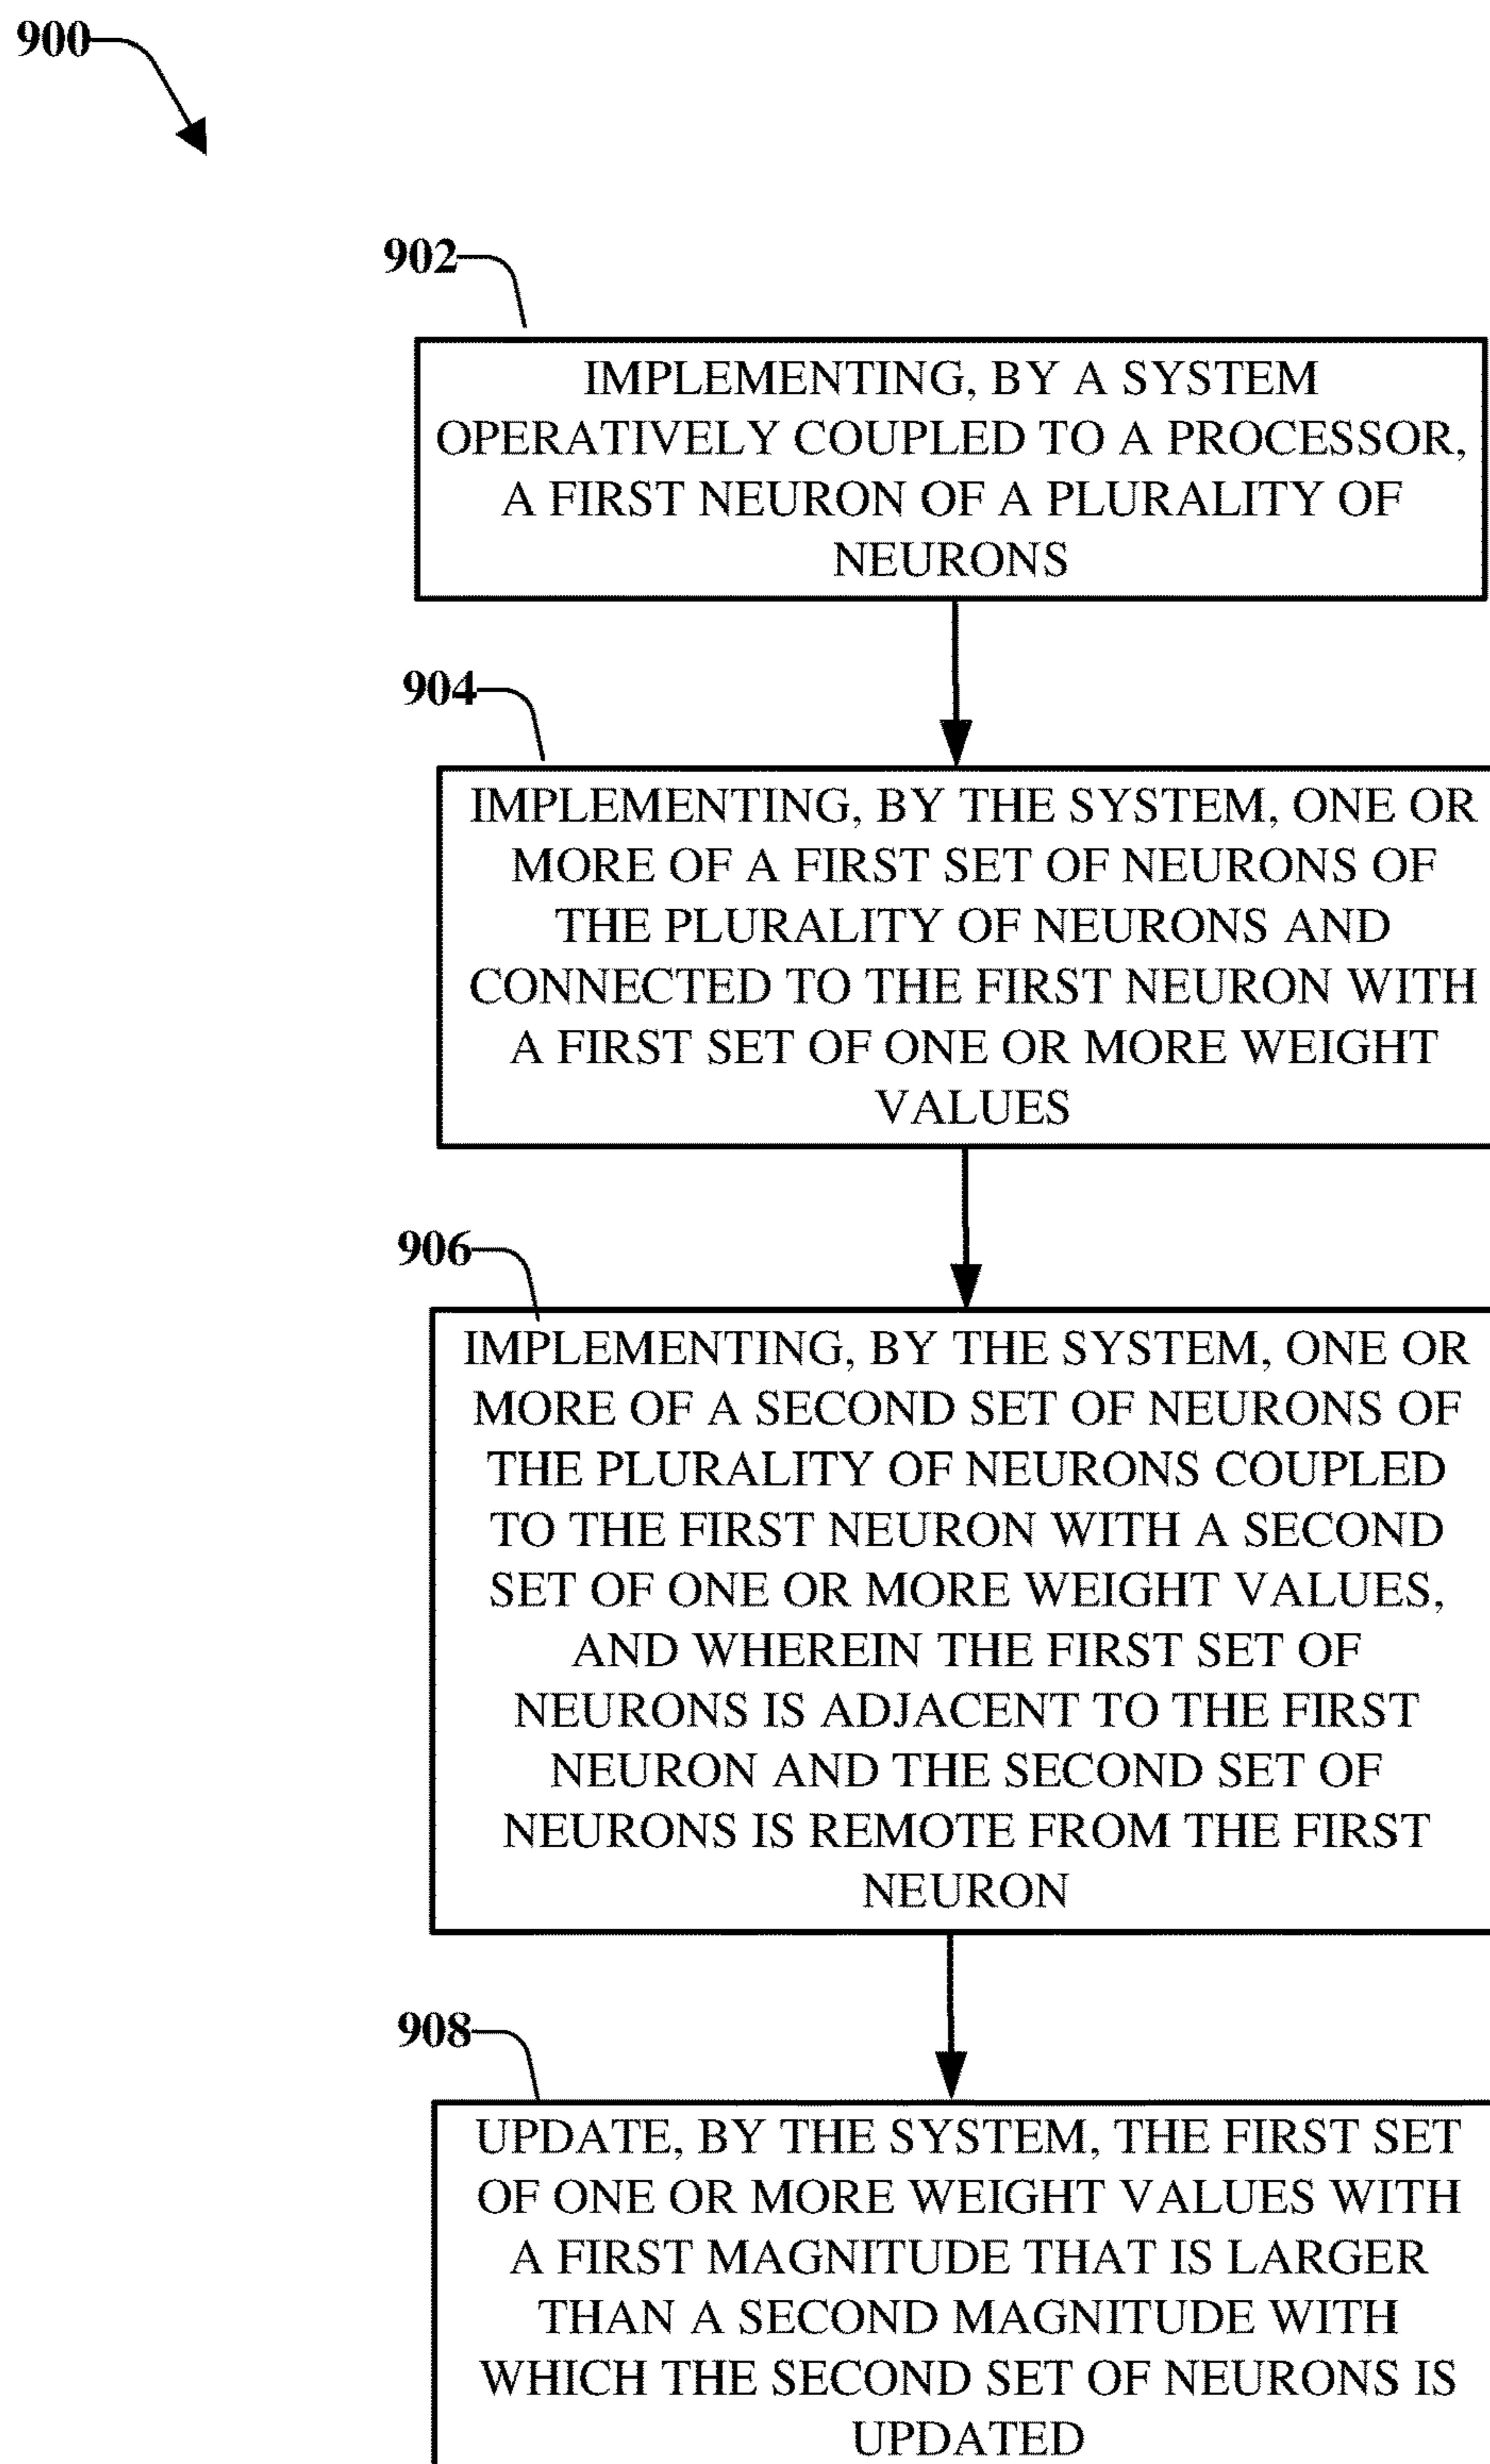 900
902
IMPLEMENTING, BY A SYSTEM
OPERATIVELY COUPLED TO A PROCESSOR,
A FIRST NEURON OF A PLURALITY OF
NEURONS
904
IMPLEMENTING, BY THE SYSTEM, ONE OR
MORE OF A FIRST SET OF NEURONS OF
THE PLURALITY OF NEURONS AND
CONNECTED TO THE FIRST NEURON WITH
A FIRST SET OF ONE OR MORE WEIGHT
VALUES
906
IMPLEMENTING, BY THE SYSTEM, ONE OR
MORE OF A SECOND SET OF NEURONS OF
THE PLURALITY OF NEURONS COUPLED
TO THE FIRST NEURON WITH A SECOND
SET OF ONE OR MORE WEIGHT VALUES,
AND WHEREIN THE FIRST SET OF
NEURONS IS ADJACENT TO THE FIRST
NEURON AND THE SECOND SET OF
NEURONS IS REMOTE FROM THE FIRST
NEURON
908
UPDATE, BY THE SYSTEM, THE FIRST SET
OF ONE OR MORE WEIGHT VALUES WITH
A FIRST MAGNITUDE THAT IS LARGER
THAN A SECOND MAGNITUDE WITH
WHICH THE SECOND SET OF NEURONS IS
UPDATED